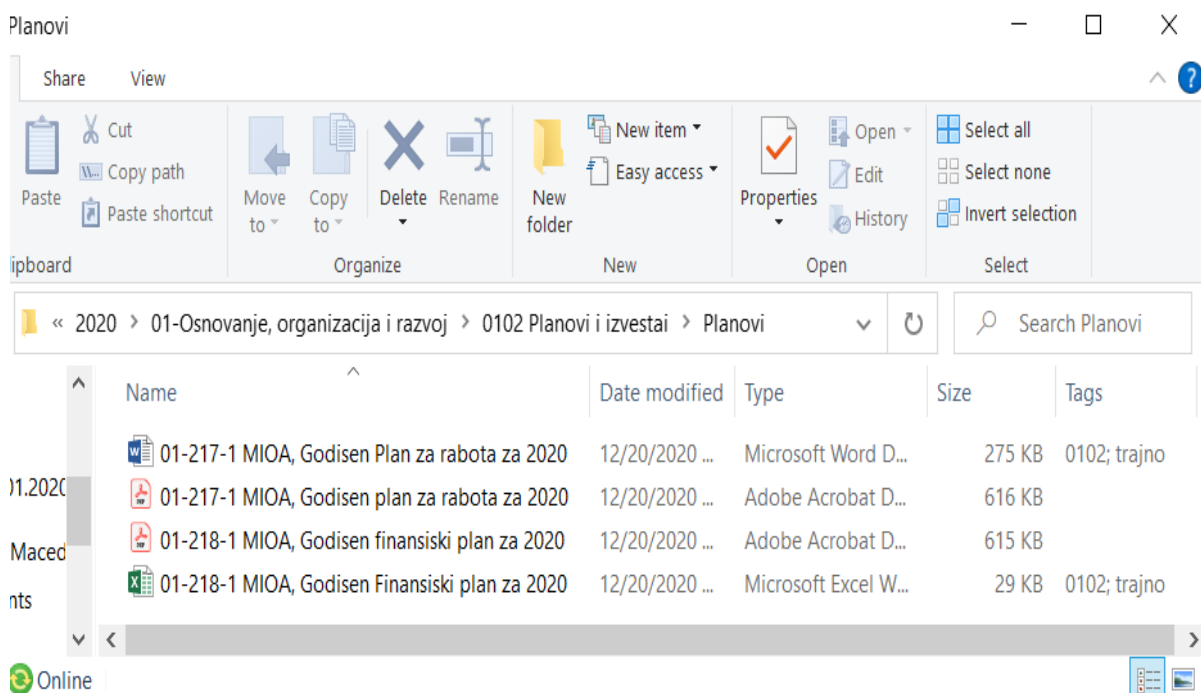 Planovi
Share View
Cut
Copy path
Paste shortcut
Paste
Move to
Copy to
Delete
Rename
New folder
New item
Easy access
Properties
Open
Edit
History
Select all
Select none
Invert selection
lipboard Organize New Open Select
« 2020 > 01-Osnovanje, organizacija i razvoj > 0102 Planovi i izvestai > Planovi Search Planovi
Name Date modified Type Size Tags
01-217-1 MIOA, Godisen Plan za rabota za 2020 12/20/2020 ... Microsoft Word D... 275 KB 0102; trajno
01-217-1 MIOA, Godisen plan za rabota za 2020 12/20/2020 ... Adobe Acrobat D... 616 KB
01-218-1 MIOA, Godisen finansiski plan za 2020 12/20/2020 ... Adobe Acrobat D... 615 KB
01-218-1 MIOA, Godisen Finansiski plan za 2020 12/20/2020 ... Microsoft Excel W... 29 KB 0102; trajno
01.2020
Maced
nts
Online